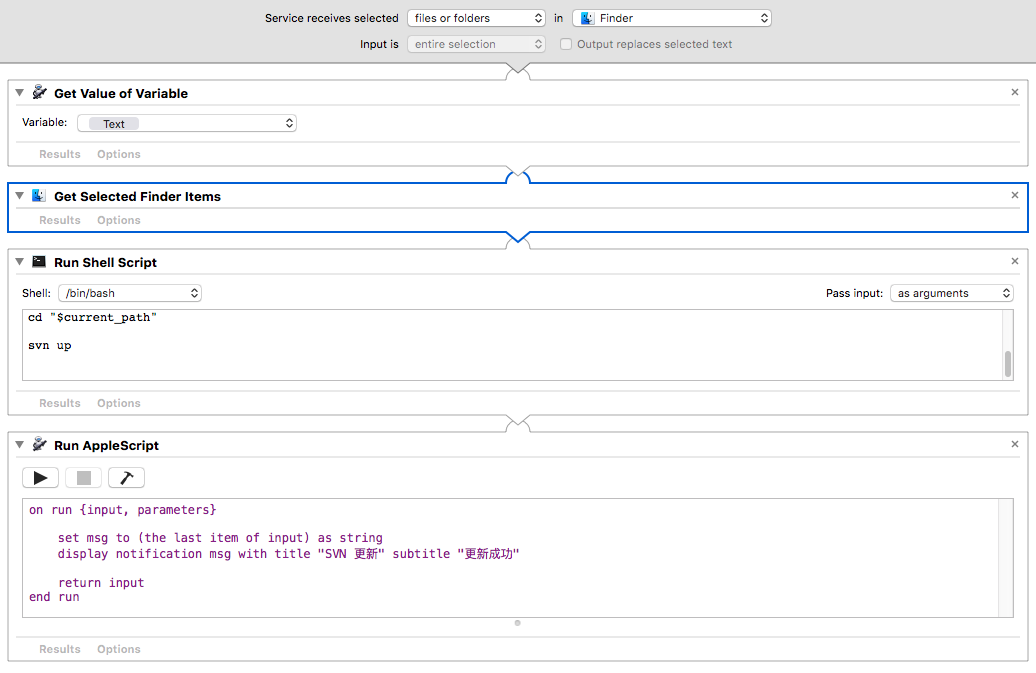 Service receives selected files or folders in Finder
Input is entire selection Output replaces selected text
Get Value of Variable
Variable: Text
Results Options
Get Selected Finder Items
Results Options
Run Shell Script
Shell: /bin/bash Pass input: as arguments
cd "$current_path"
svn up
Results Options
Run AppleScript
on run {input, parameters}
set msg to (the last item of input) as string
display notification msg with title "SVN 更新" subtitle "更新成功"
return input
end run
Results Options